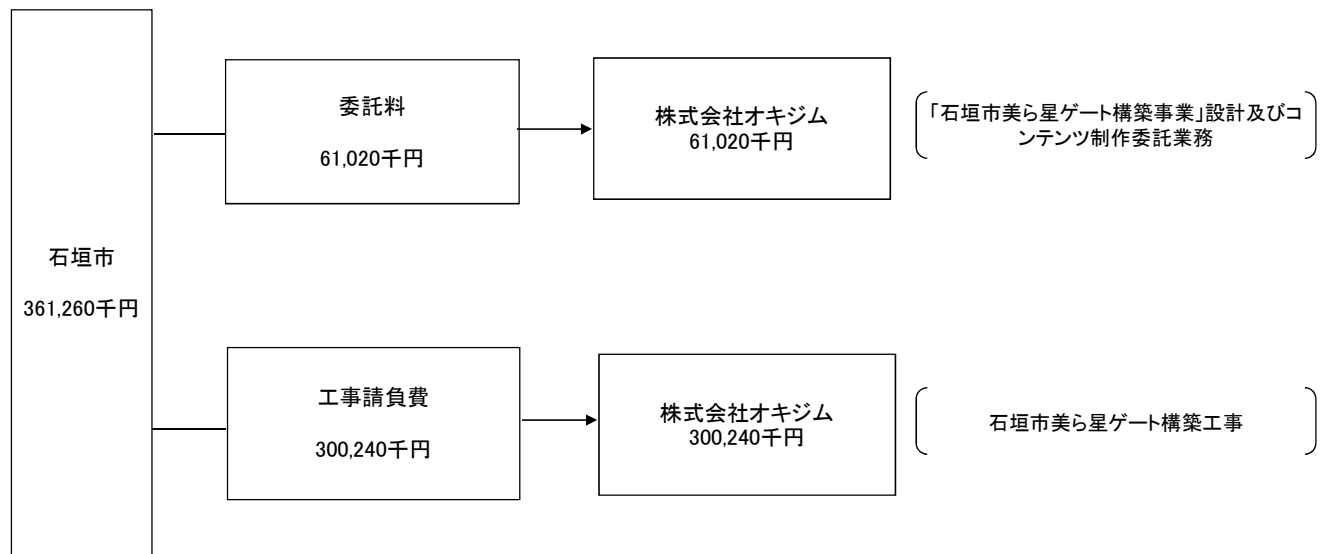 石垣市
361,260千円
委託料
61,020千円
株式会社オキジム
61,020千円
「石垣市美ら星ゲート構築事業」設計及びコ
ンテンツ制作委託業務
工事請負費
300,240千円
株式会社オキジム
300,240千円
石垣市美ら星ゲート構築工事